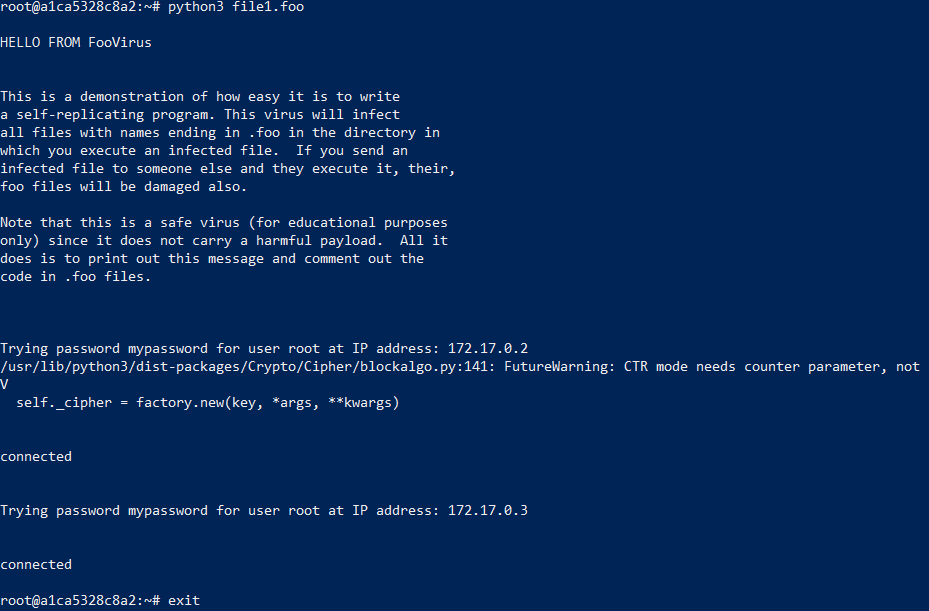 root@a1ca5328c8a2:~# python3 file1.foo
HELLO FROM FooVirus
This is a demonstration of how easy it is to write
a self-replicating program. This virus will infect
all files with names ending in .foo in the directory in
which you execute an infected file.  If you send an
infected file to someone else and they execute it, their,
foo files will be damaged also.
Note that this is a safe virus (for educational purposes
only) since it does not carry a harmful payload.  All it
does is to print out this message and comment out the
code in .foo files.
Trying password mypassword for user root at IP address: 172.17.0.2
/usr/lib/python3/dist-packages/Crypto/Cipher/blockalgo.py:141: FutureWarning: CTR mode needs counter parameter, not
V
  self._cipher = factory.new(key, *args, **kwargs)
connected
Trying password mypassword for user root at IP address: 172.17.0.3
connected
root@a1ca5328c8a2:~# exit